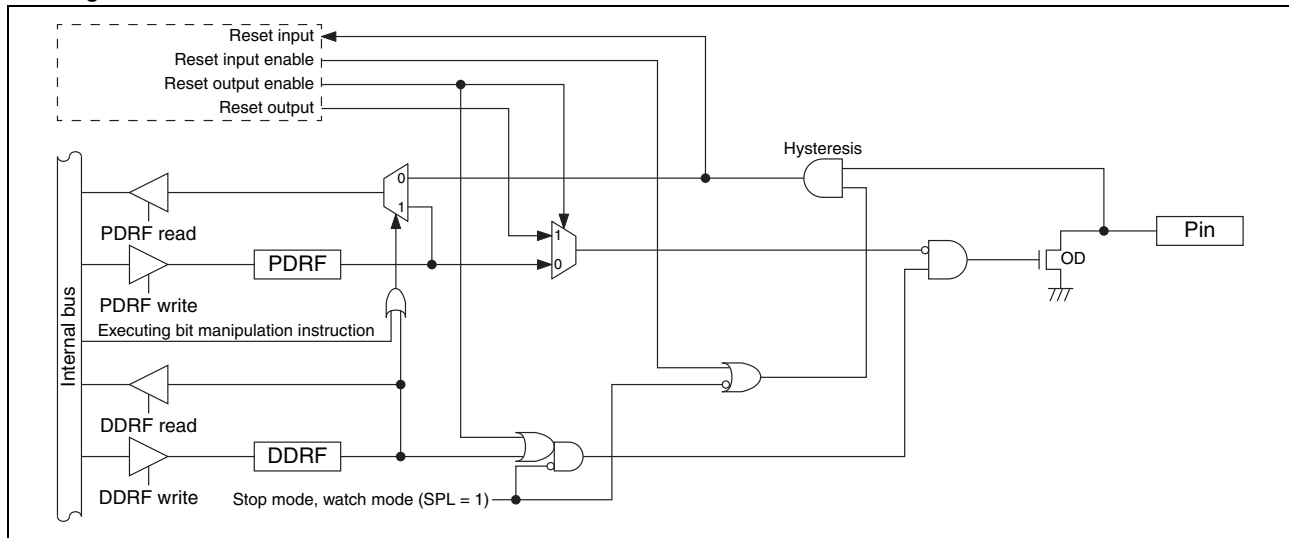 Reset input
Reset input enable
Reset output enable
Reset output
Hysteresis
0
1
PDRF read
1
Pin
PDRF
0
OD
PDRF write
Executing bit manipulation instruction
Internal bus
DDRF read
DDRF
DDRF write
Stop mode, watch mode (SPL = 1)